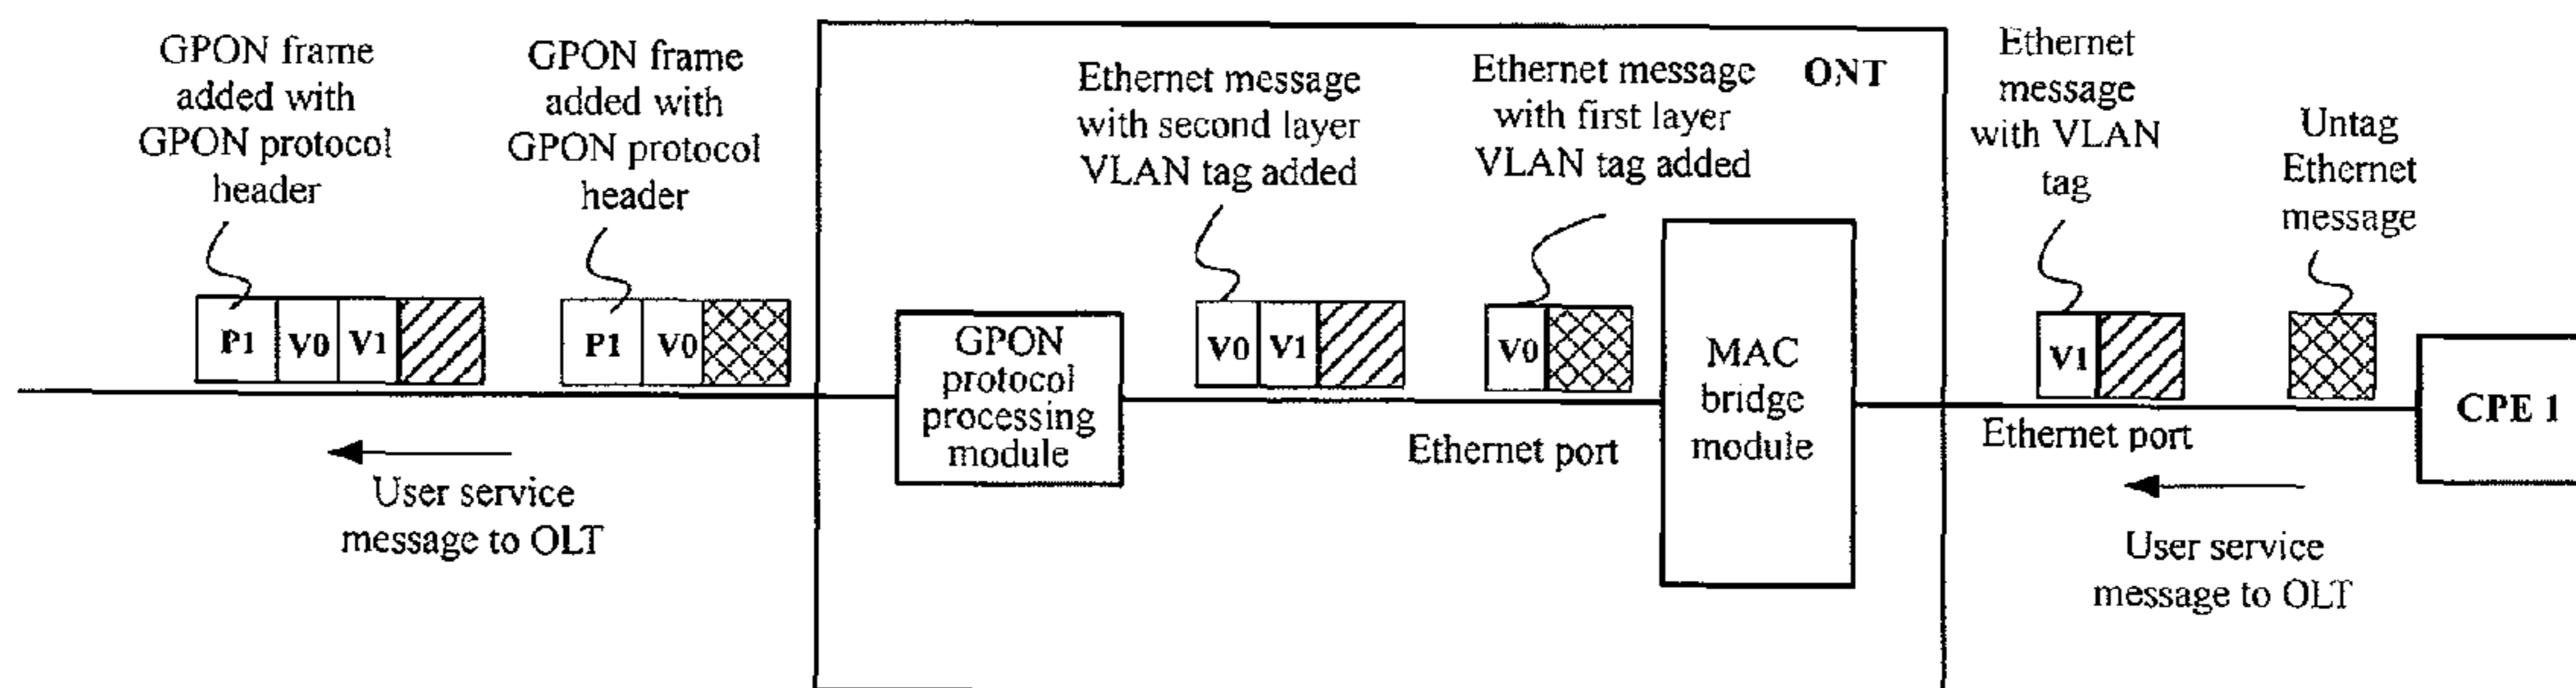 GPON frame
added with
GPON protocol
header
GPON frame
added with
GPON protocol
header
Ethernet message
with second layer
VLAN tag added
Ethernet message
with first layer
VLAN tag added
ONT
Ethernet
message
with VLAN
tag
Untag
Ethernet
message
P1 V0 V1
P1 V0
GPON
protocol
processing
module
V0 V1
V0
MAC
bridge
module
V1
CPE 1
Ethernet port
Ethernet port
User service
message to OLT
User service
message to OLT